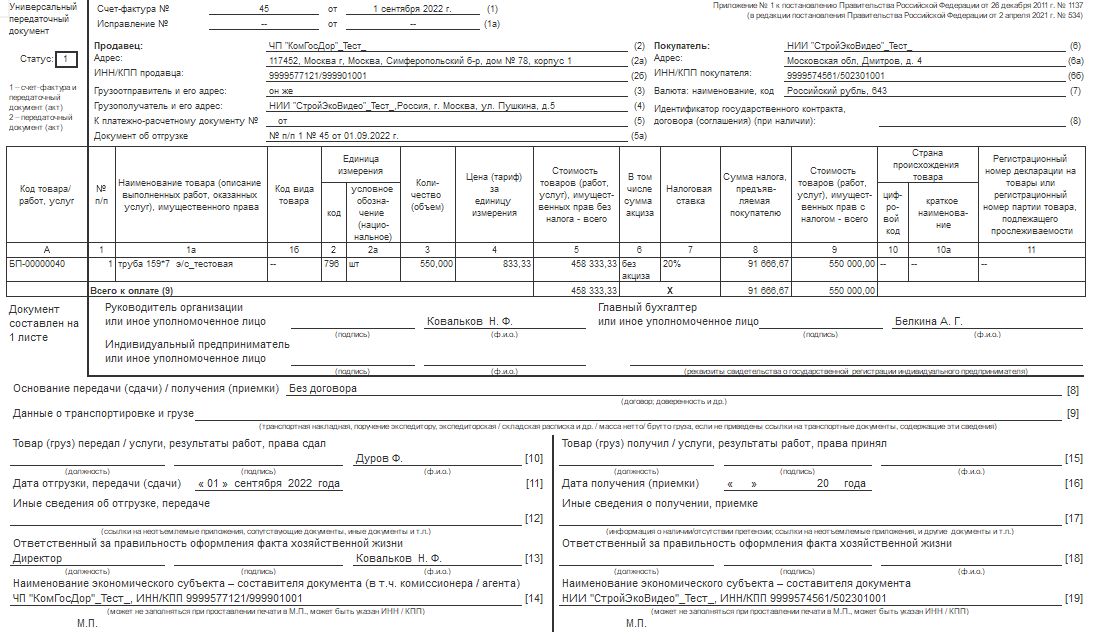 Универсальный
передаточный
документ
Статус: 1
1 – счет-фактура и
передаточный
документ (акт)
2 – передаточный
документ (акт)
Счет-фактура № 45 от 1 сентября 2022 г. (1)
Исправление № -- от -- (1а)
Приложение № 1 к постановлению Правительства Российской Федерации от 26 декабря 2011 г. № 1137
(в редакции постановления Правительства Российской Федерации от 2 апреля 2021 г. № 534)
Продавец: ЧП "КомГосДор"_Тест_ (2)
Адрес: 117452, Москва г, Москва, Симферопольский б-р, дом № 78, корпус 1 (2а)
ИНН/КПП продавца: 9999577121/999901001 (2б)
Грузоотправитель и его адрес: он же (3)
Грузополучатель и его адрес: НИИ "СтройЭкоВидео"_Тест_,Россия, г. Москва, ул. Пушкина, д.5 (4)
К платежно-расчетному документу № от (5)
Документ об отгрузке № п/п 1 № 45 от 01.09.2022 г. (5а)
Покупатель: НИИ "СтройЭкоВидео"_Тест_ (6)
Адрес: Московская обл, Дмитров, д. 4 (6а)
ИНН/КПП покупателя: 9999574561/502301001 (6б)
Валюта: наименование, код Российский рубль, 643 (7)
Идентификатор государственного контракта,
договора (соглашения) (при наличии): (8)
Код товара/
работ, услуг
№
п/п
Наименование товара (описание
выполненных работ, оказанных
услуг), имущественного права
Код вида
товара
Единица
измерения
код
условное
обозна-
чение
(нацио-
нальное)
Коли-
чество
(объем)
Цена (тариф)
за
единицу
измерения
Стоимость
товаров (работ,
услуг), имущест-
венных прав без
налога - всего
В том
числе
сумма
акциза
Налоговая
ставка
Сумма налога,
предъяв-
ляемая
покупателю
Стоимость
товаров (работ,
услуг), имущест-
венных прав с
налогом - всего
Страна
происхождения
товара
циф-
ро-
вой
код
краткое
наименова-
ние
Регистрационный
номер декларации на
товары или
регистрационный
номер партии товара,
подлежащего
прослеживаемости
А 1 1а 1б 2 2а 3 4 5 6 7 8 9 10 10а 11
БП-00000040 1 труба 159*7 э/с_тестовая -- 796 шт 550,000 833,33 458 333,33 без 20% 91 666,67 550 000,00 -- -- --
акциза
Всего к оплате (9) 458 333,33 Х 91 666,67 550 000,00
Документ
составлен на
1 листе
Руководитель организации
или иное уполномоченное лицо Ковальков Н. Ф.
(подпись) (ф.и.о.)
Главный бухгалтер
или иное уполномоченное лицо Белкина А. Г.
(подпись) (ф.и.о.)
Индивидуальный предприниматель
или иное уполномоченное лицо
(подпись) (ф.и.о.) (реквизиты свидетельства о государственной регистрации индивидуального предпринимателя)
Основание передачи (сдачи) / получения (приемки) Без договора [8]
(договор; доверенность и др.)
Данные о транспортировке и грузе [9]
(транспортная накладная, поручение экспедитору, экспедиторская / складская расписка и др. / масса нетто/ брутто груза, если не приведены ссылки на транспортные документы, содержащие эти сведения)
Товар (груз) передал / услуги, результаты работ, права сдал
Дуров Ф. [10]
(должность) (подпись) (ф.и.о.)
Дата отгрузки, передачи (сдачи) « 01 » сентября 2022 года [11]
Иные сведения об отгрузке, передаче
[12]
(ссылки на неотъемлемые приложения, сопутствующие документы, иные документы и т.п.)
Ответственный за правильность оформления факта хозяйственной жизни
Директор Ковальков Н. Ф. [13]
(должность) (подпись) (ф.и.о.)
Наименование экономического субъекта – составителя документа (в т.ч. комиссионера / агента)
ЧП "КомГосДор"_Тест_, ИНН/КПП 9999577121/999901001 [14]
(может не заполняться при проставлении печати в М.П., может быть указан ИНН / КПП)
М.П.
Товар (груз) получил / услуги, результаты работ, права принял
[15]
(должность) (подпись) (ф.и.о.)
Дата получения (приемки) « » 20 года [16]
Иные сведения о получении, приемке
[17]
(информация о наличии/отсутствии претензии; ссылки на неотъемлемые приложения, и другие документы и т.п.)
Ответственный за правильность оформления факта хозяйственной жизни
[18]
(должность) (подпись) (ф.и.о.)
Наименование экономического субъекта – составителя документа
НИИ "СтройЭкоВидео"_Тест_, ИНН/КПП 9999574561/502301001 [19]
(может не заполняться при проставлении печати в М.П., может быть указан ИНН / КПП)
М.П.